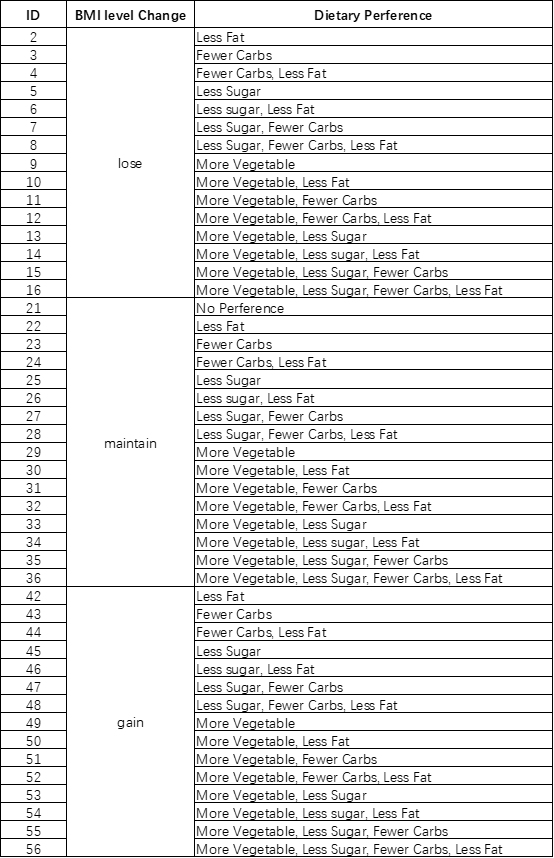 ID BMI level Change Dietary Perference
2 Less Fat
3 Fewer Carbs
4 Fewer Carbs, Less Fat
5 Less Sugar
6 Less sugar, Less Fat
7 Less Sugar, Fewer Carbs
8 Less Sugar, Fewer Carbs, Less Fat
9 lose More Vegetable
10 More Vegetable, Less Fat
11 More Vegetable, Fewer Carbs
12 More Vegetable, Fewer Carbs, Less Fat
13 More Vegetable, Less Sugar
14 More Vegetable, Less sugar, Less Fat
15 More Vegetable, Less Sugar, Fewer Carbs
16 More Vegetable, Less Sugar, Fewer Carbs, Less Fat
21 No Perference
22 Less Fat
23 Fewer Carbs
24 Fewer Carbs, Less Fat
25 Less Sugar
26 Less sugar, Less Fat
27 Less Sugar, Fewer Carbs
28 maintain Less Sugar, Fewer Carbs, Less Fat
29 More Vegetable
30 More Vegetable, Less Fat
31 More Vegetable, Fewer Carbs
32 More Vegetable, Fewer Carbs, Less Fat
33 More Vegetable, Less Sugar
34 More Vegetable, Less sugar, Less Fat
35 More Vegetable, Less Sugar, Fewer Carbs
36 More Vegetable, Less Sugar, Fewer Carbs, Less Fat
42 Less Fat
43 Fewer Carbs
44 Fewer Carbs, Less Fat
45 Less Sugar
46 Less sugar, Less Fat
47 Less Sugar, Fewer Carbs
48 Less Sugar, Fewer Carbs, Less Fat
49 gain More Vegetable
50 More Vegetable, Less Fat
51 More Vegetable, Fewer Carbs
52 More Vegetable, Fewer Carbs, Less Fat
53 More Vegetable, Less Sugar
54 More Vegetable, Less sugar, Less Fat
55 More Vegetable, Less Sugar, Fewer Carbs
56 More Vegetable, Less Sugar, Fewer Carbs, Less Fat